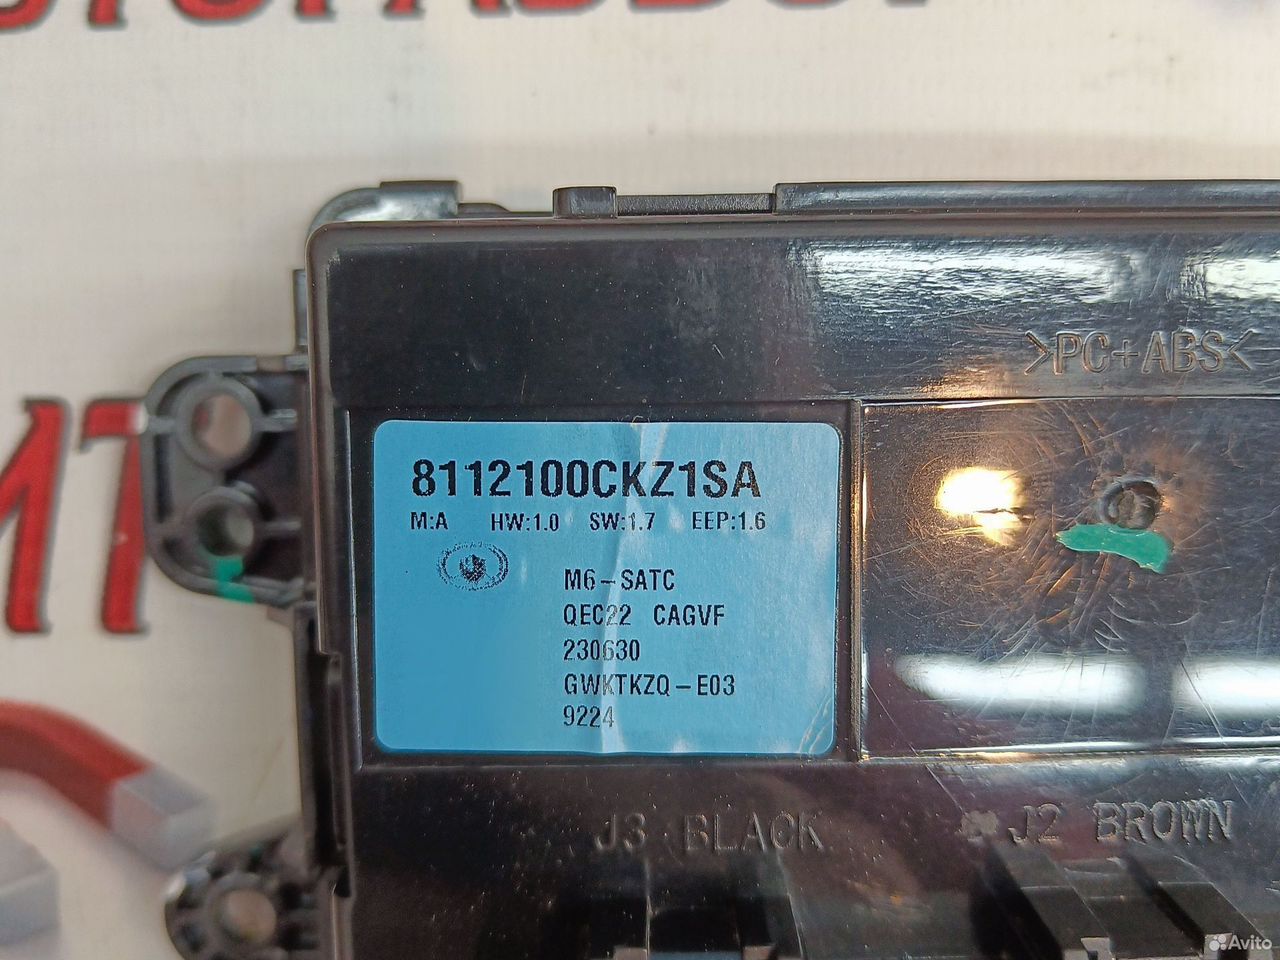 >PC+ABS<
8112100CKZ1SA
M:A HW:1.0 SW:1.7 EEP:1.6
M6-SATC
QEC22 CAGVF
230630
GWKTKZQ-E03
9224
J3 BLACK
J2 BROWN
Avito